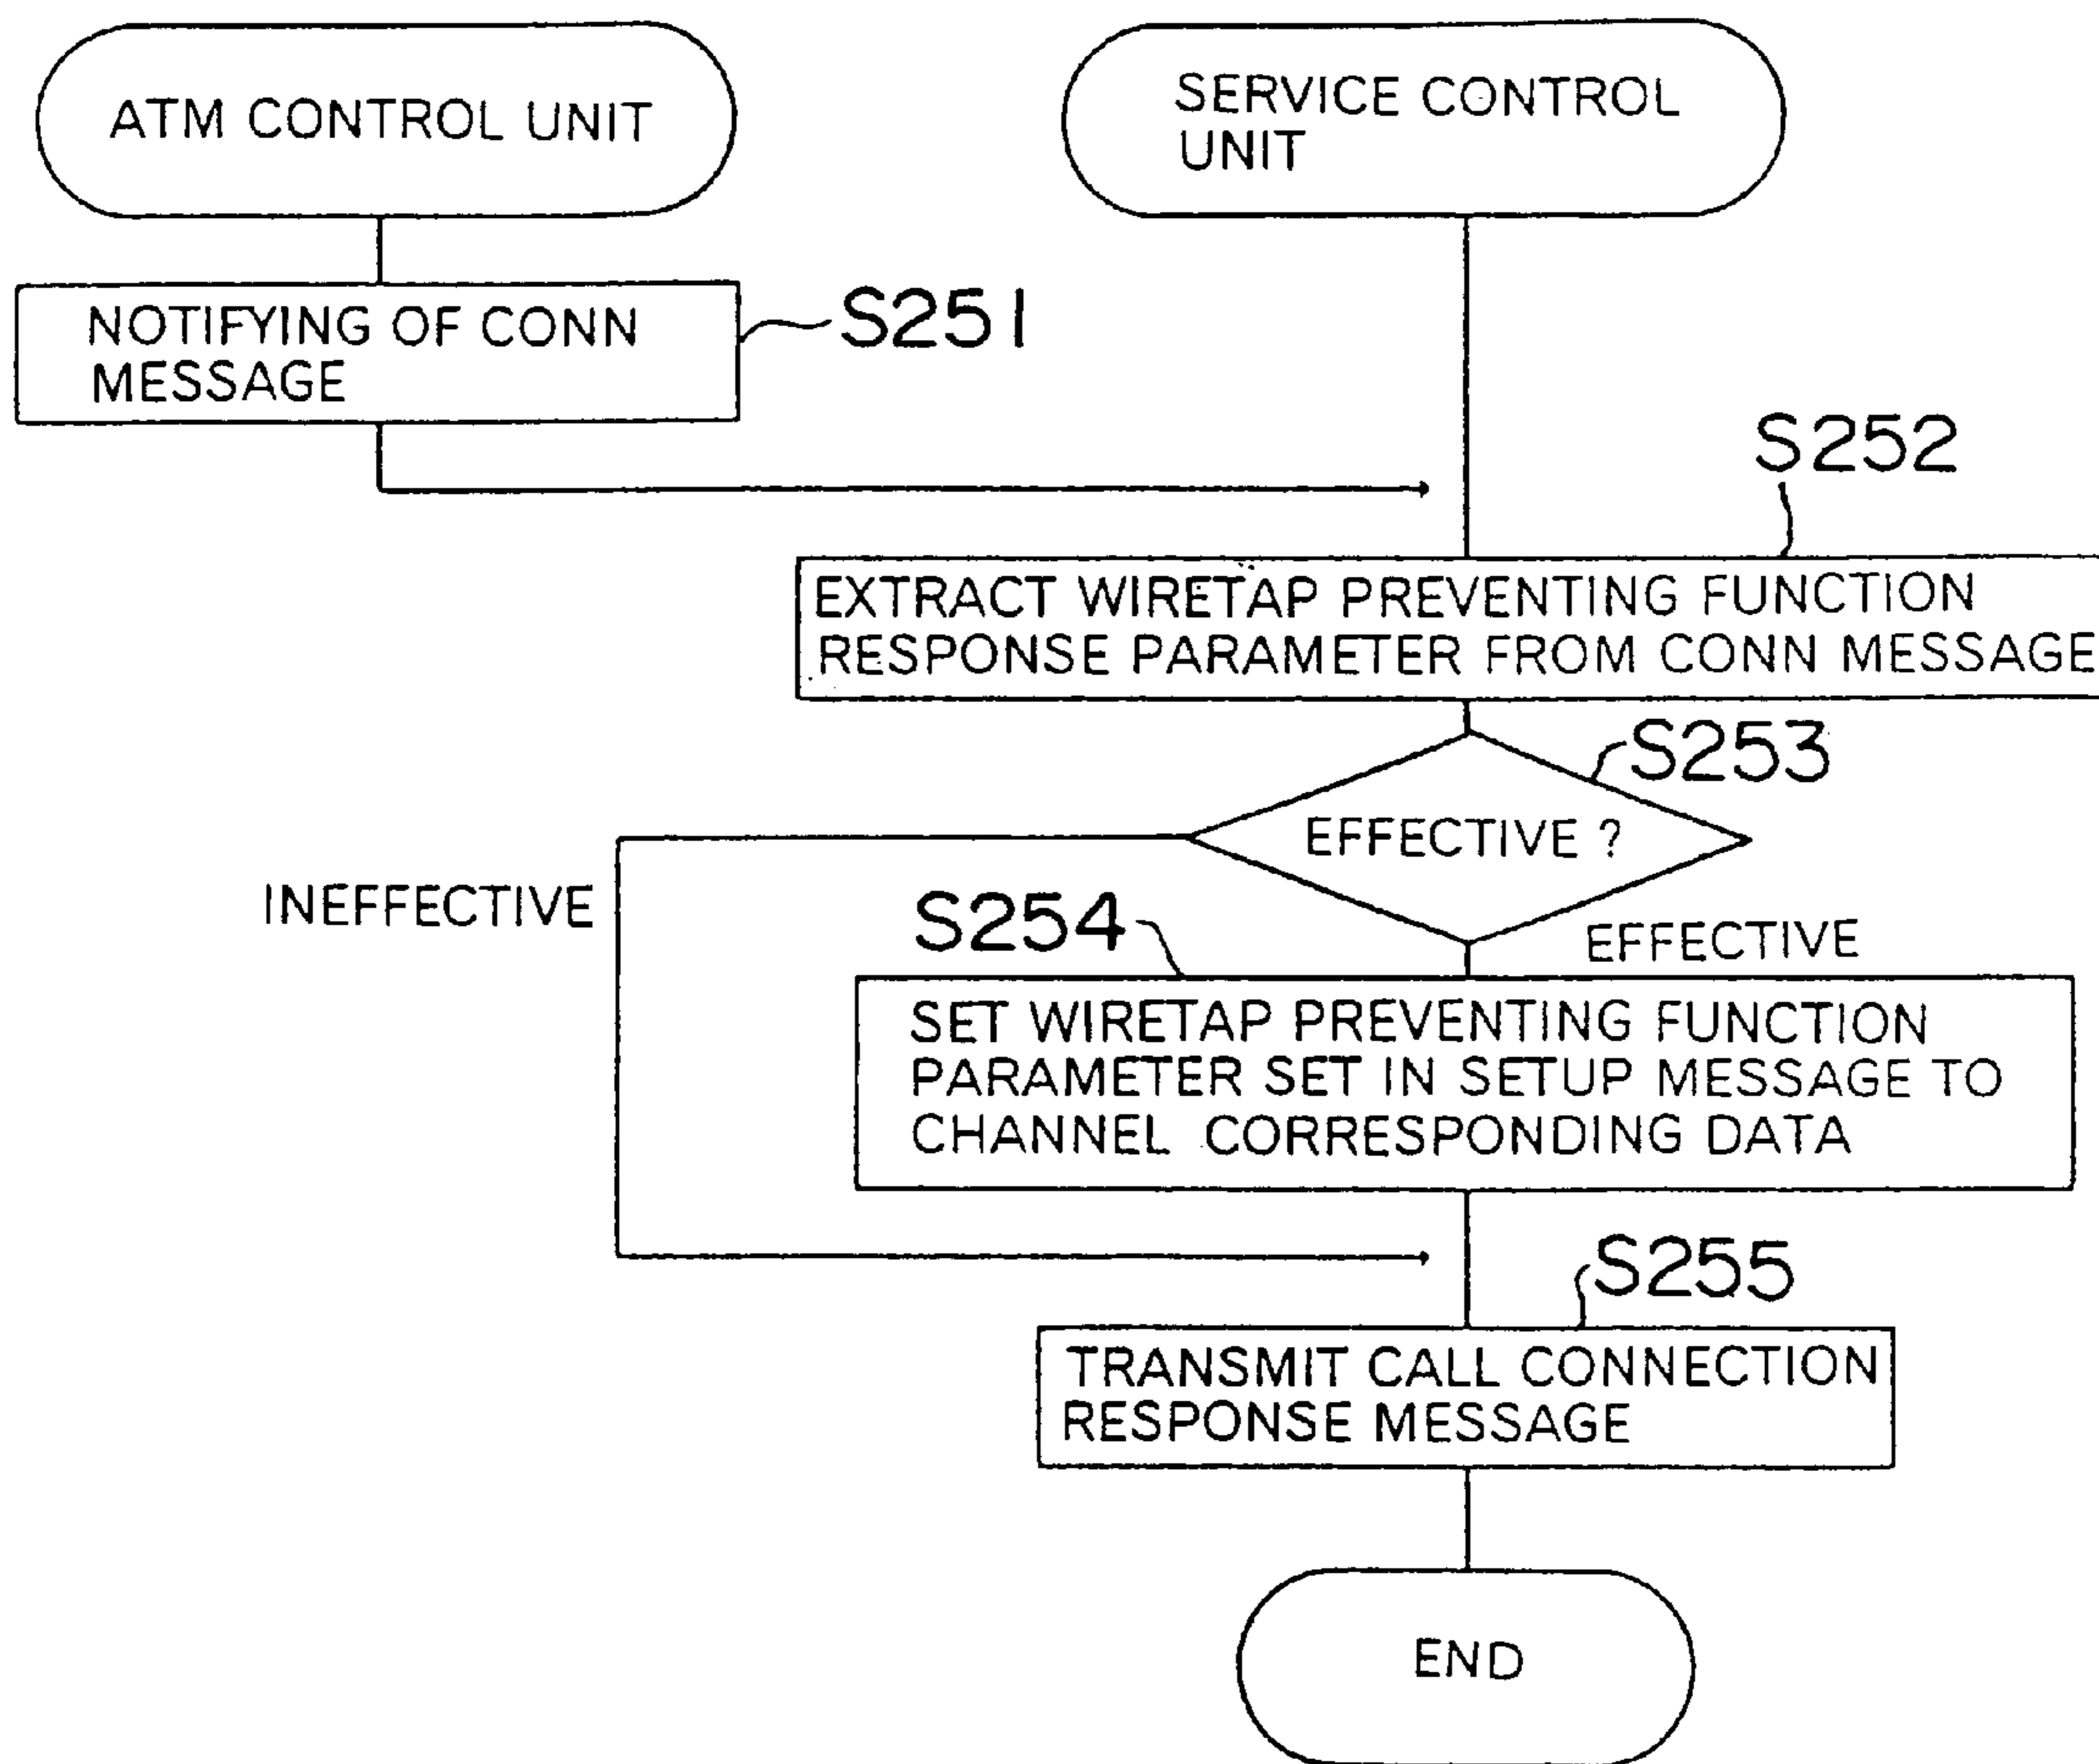 ATM CONTROL UNIT
SERVICE CONTROL
UNIT
NOTIFYING OF CONN
MESSAGE
S251
S252
EXTRACT WIRETAP PREVENTING FUNCTION
RESPONSE PARAMETER FROM CONN MESSAGE
S253
EFFECTIVE ?
INEFFECTIVE
S254
EFFECTIVE
SET WIRETAP PREVENTING FUNCTION
PARAMETER SET IN SETUP MESSAGE TO
CHANNEL CORRESPONDING DATA
S255
TRANSMIT CALL CONNECTION
RESPONSE MESSAGE
END